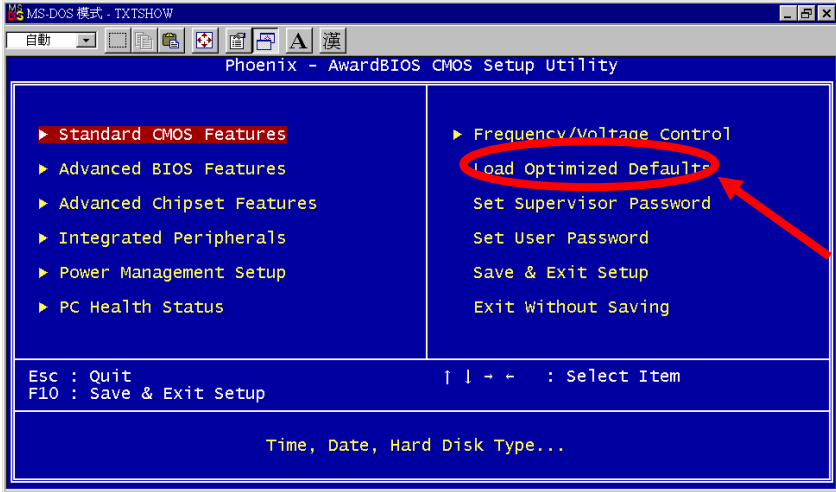 MS-DOS 模式 - TXTSHOW
自動
A 漢
Phoenix - AwardBIOS CMOS Setup Utility
▶ Standard CMOS Features
▶ Advanced BIOS Features
▶ Advanced Chipset Features
▶ Integrated Peripherals
▶ Power Management Setup
▶ PC Health Status
▶ Frequency/Voltage Control
Load Optimized Defaults
Set Supervisor Password
Set User Password
Save & Exit Setup
Exit Without Saving
Esc : Quit
F10 : Save & Exit Setup
↑ ↓ → ← : Select Item
Time, Date, Hard Disk Type...